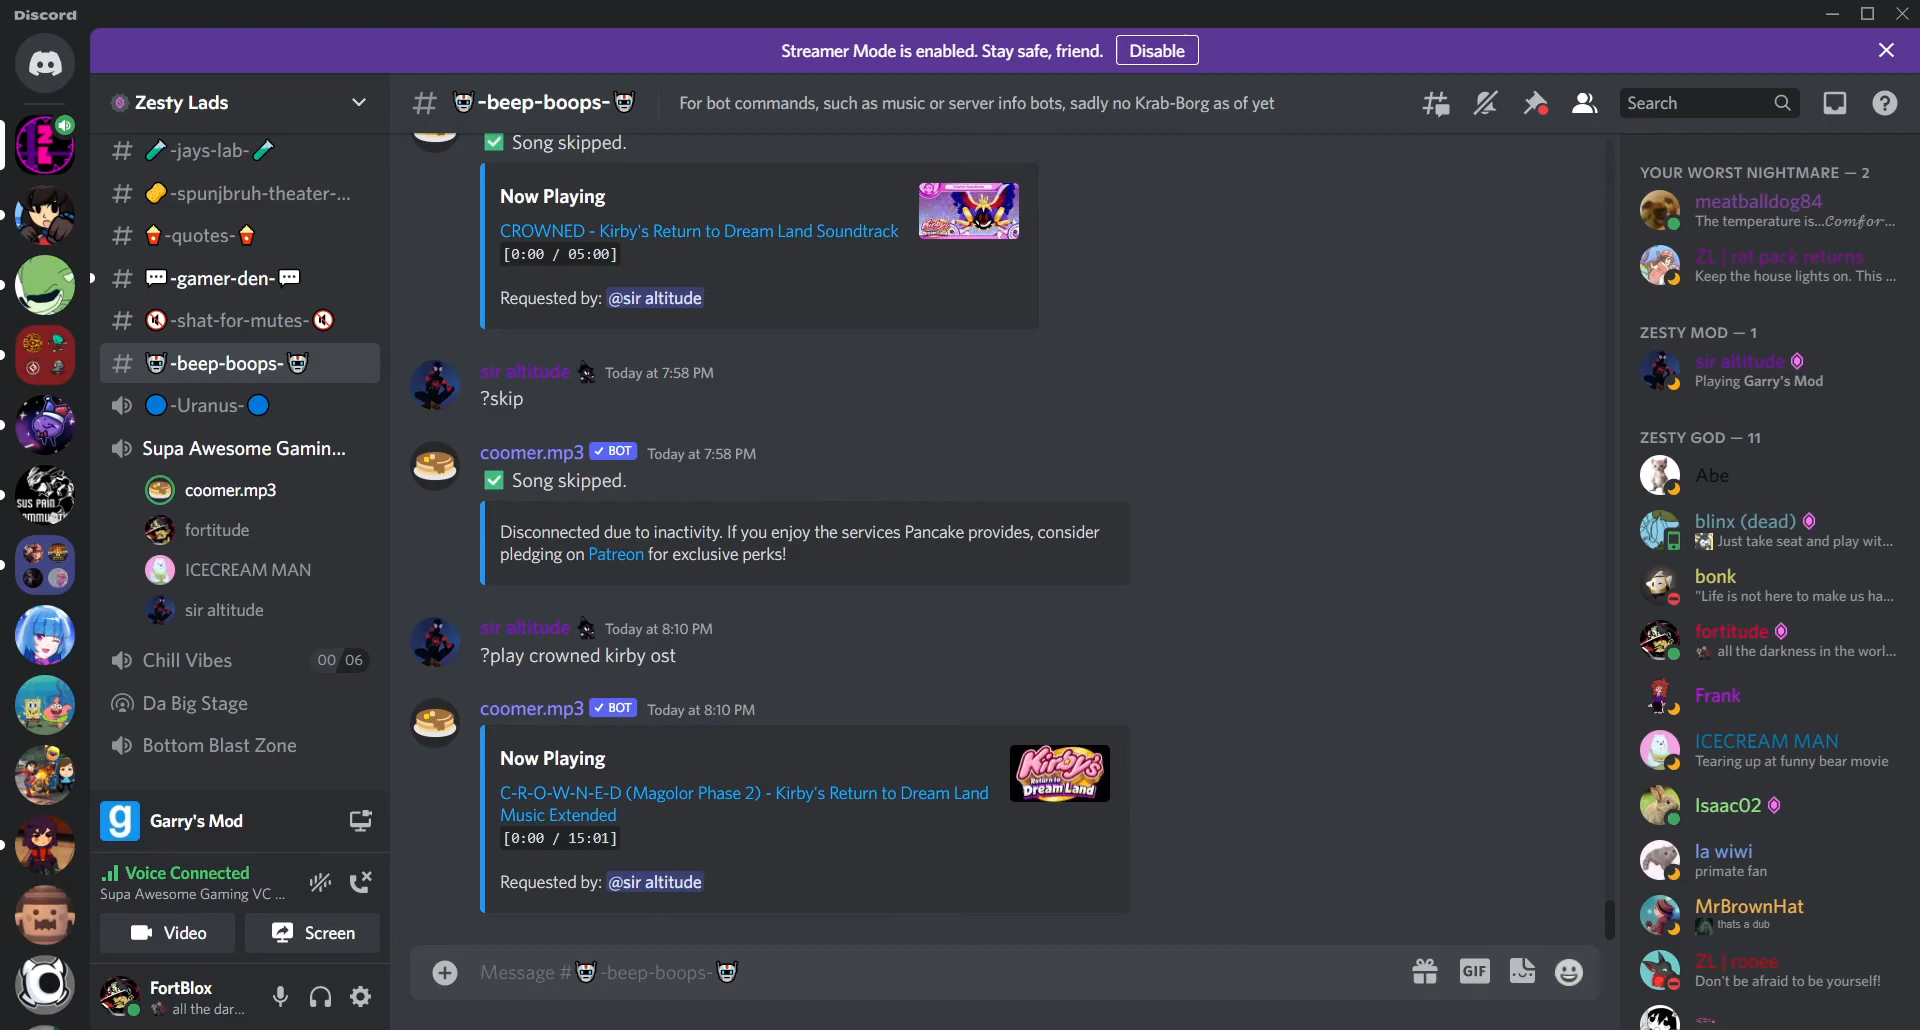 Discord
Streamer Mode is enabled. Stay safe, friend. Disable
Zesty Lads
-jays-lab-
-spunjbruh-theater-...
-quotes-
-gamer-den-
-shat-for-mutes-
-beep-boops-
-Uranus-
Supa Awesome Gamin...
coomer.mp3
fortitude
ICECREAM MAN
sir altitude
Chill Vibes 00 06
Da Big Stage
Bottom Blast Zone
Garry's Mod
Voice Connected
Supa Awesome Gaming VC ...
Video Screen
FortBlox
all the dar...
-beep-boops- For bot commands, such as music or server info bots, sadly no Krab-Borg as of yet
Search
Song skipped.
Now Playing
CROWNED - Kirby's Return to Dream Land Soundtrack
[0:00 / 05:00]
Requested by: @sir altitude
sir altitude Today at 7:58 PM
?skip
coomer.mp3 BOT Today at 7:58 PM
Song skipped.
Disconnected due to inactivity. If you enjoy the services Pancake provides, consider
pledging on Patreon for exclusive perks!
sir altitude Today at 8:10 PM
?play crowned kirby ost
coomer.mp3 BOT Today at 8:10 PM
Now Playing
C-R-O-W-N-E-D (Magolor Phase 2) - Kirby's Return to Dream Land
Music Extended
[0:00 / 15:01]
Requested by: @sir altitude
Kirby's
Return to
Dream Land
Message # -beep-boops-
GIF
YOUR WORST NIGHTMARE — 2
meatballdog84
The temperature is...Comfor...
ZL | rat pack returns
Keep the house lights on. This ...
ZESTY MOD — 1
sir altitude
Playing Garry's Mod
ZESTY GOD — 11
Abe
blinx (dead)
Just take seat and play wit...
bonk
"Life is not here to make us ha...
fortitude
all the darkness in the worl...
Frank
ICECREAM MAN
Tearing up at funny bear movie
Isaac02
la wiwi
primate fan
MrBrownHat
thats a dub
ZL | rooee
Don't be afraid to be yourself!
SUS PAIN